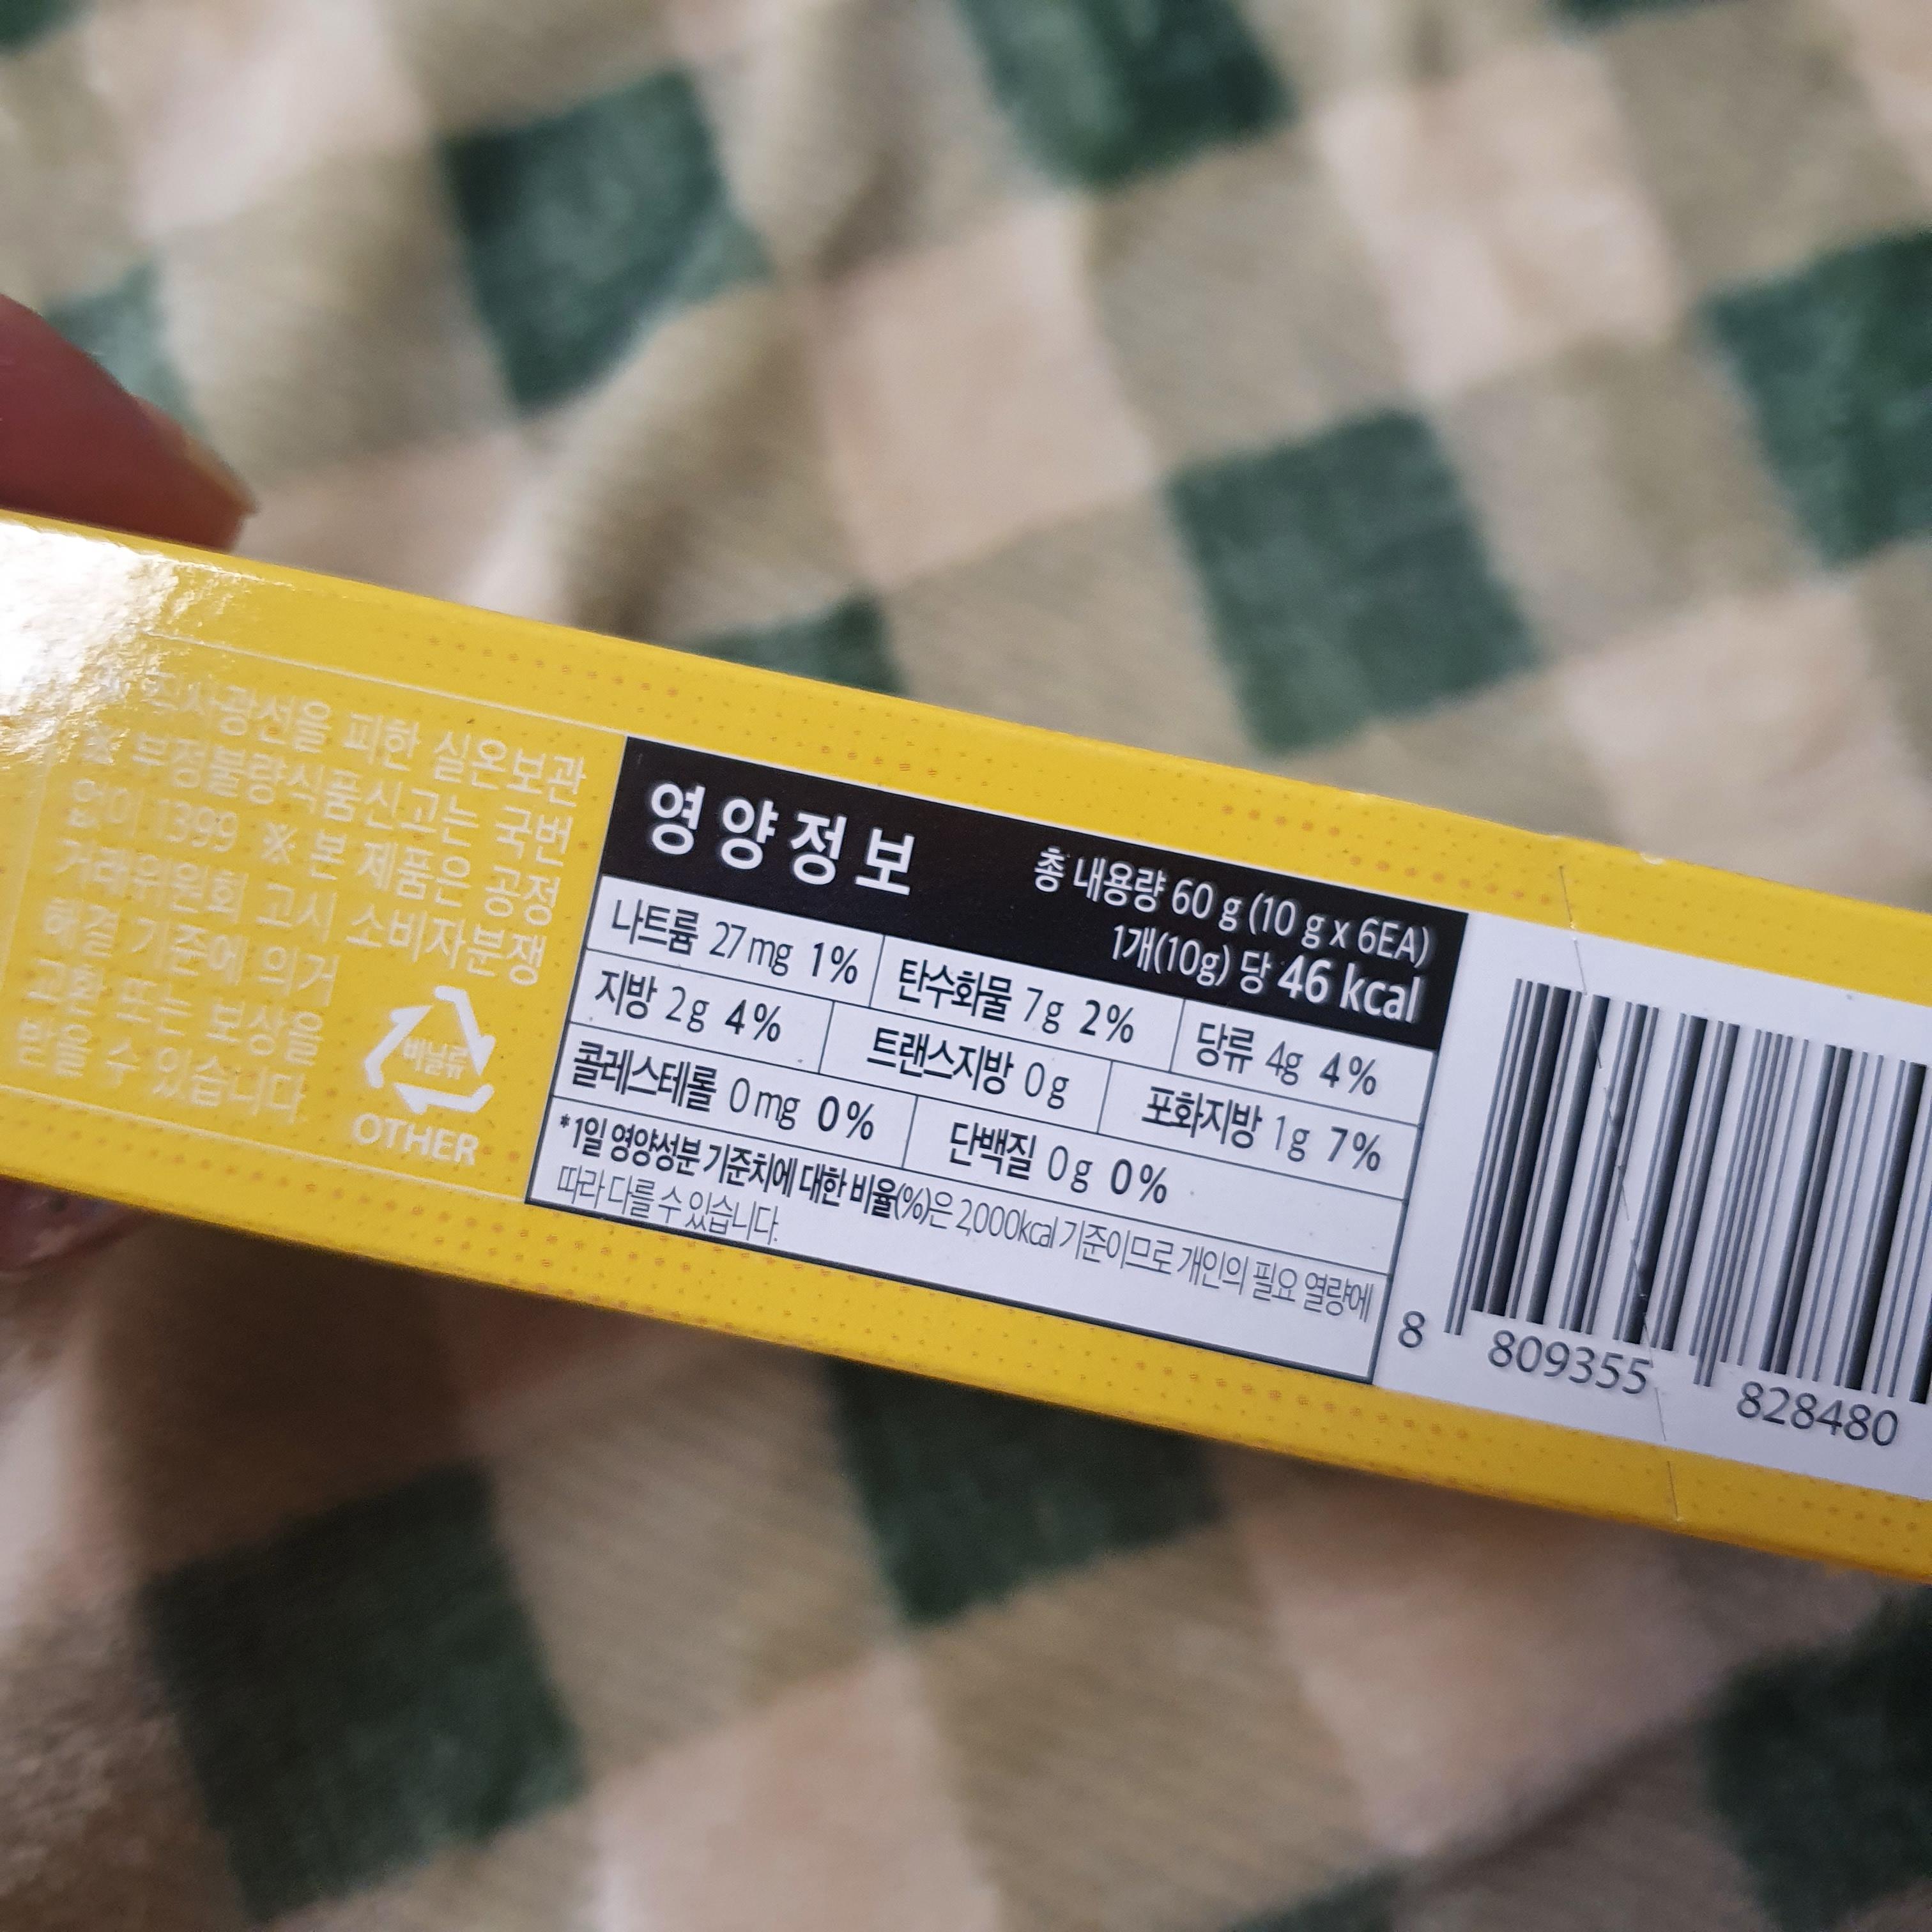 직사광선을 피한 실온보관
※ 부정불량식품신고는 국번
없이 1399 ※ 본 제품은 공정
거래위원회 고시 소비자분쟁
해결 기준에 의거
교환 또는 보상을
받을 수 있습니다.
비닐류
OTHER
영양정보
총 내용량 60 g (10 g x 6EA)
1개(10g) 당 46 kcal
나트륨 27mg 1% 탄수화물 7g 2% 당류 4g 4%
지방 2g 4% 트랜스지방 0g 포화지방 1g 7%
콜레스테롤 0mg 0% 단백질 0g 0%
*1일 영양성분 기준치에 대한 비율(%)은 2,000kcal 기준이므로 개인의 필요 열량에
따라 다를 수 있습니다.
8 809355 828480